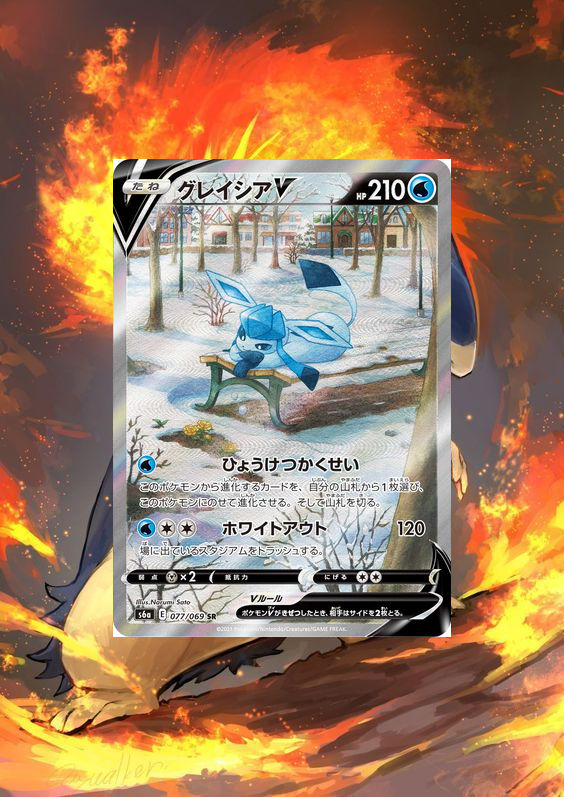 たね グレイシアV HP210
ひょうけつかくせい
このポケモンから進化するカードを、自分の山札から1枚選び、
このポケモンにのせて進化させる。そして山札を切る。
ホワイトアウト 120
場に出ているスタジアムをトラッシュする。
弱点 ×2 抵抗力 にげる
Illus. Narumi Sato
Vルール
ポケモンVがきぜつしたとき、相手はサイドを2枚とる。
s6a E 077/069 SR
©2021 Pokémon/Nintendo/Creatures/GAME FREAK.